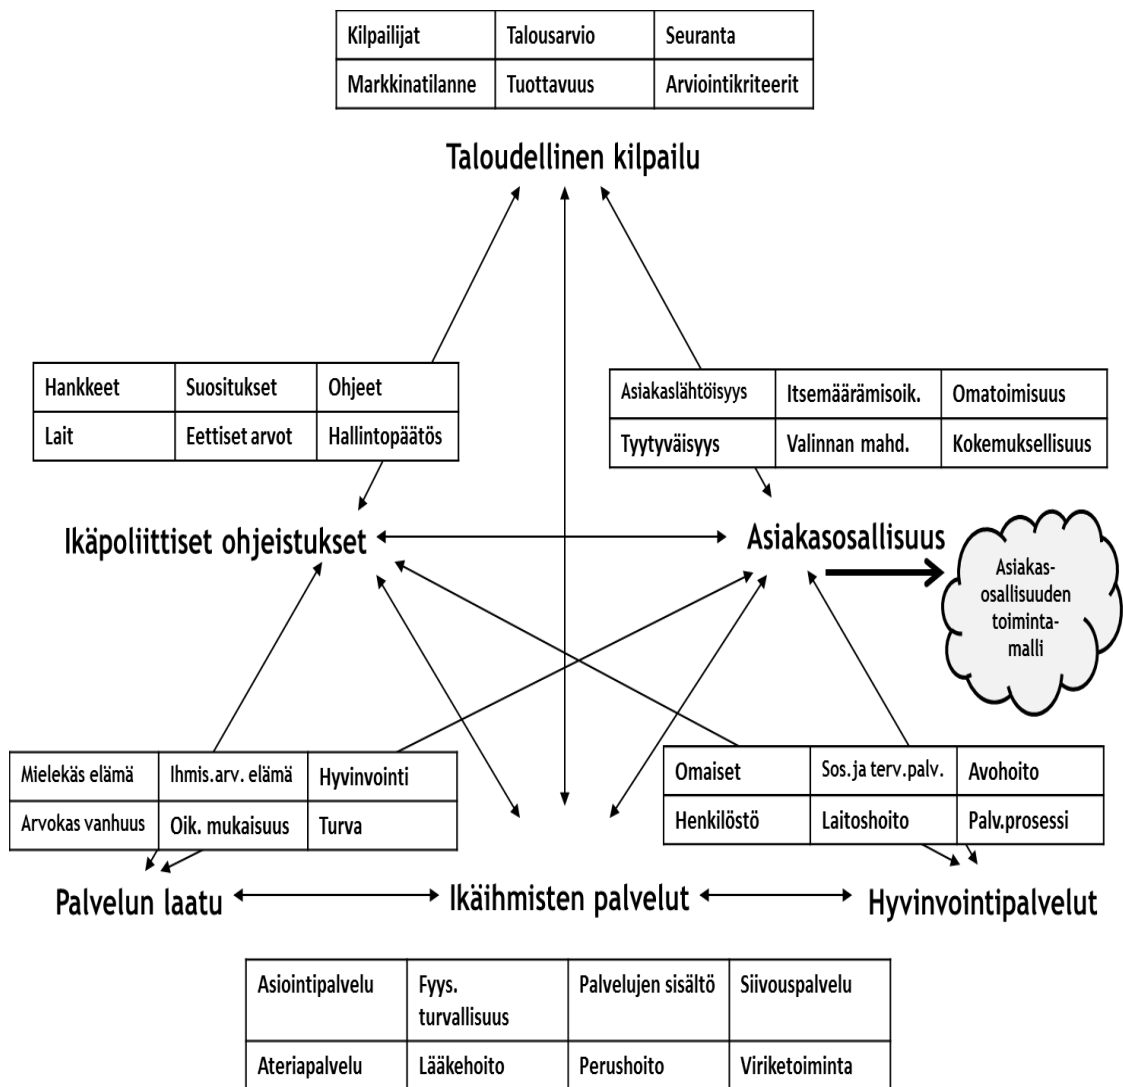 Kilpailijat Talousarvio Seuranta
Markkinatilanne Tuottavuus Arviointikriteerit
Taloudellinen kilpailu
Hankkeet Suositukset Ohjeet
Lait Eettiset arvot Hallintopäätös
Asiakaslähtöisyys Itsemäärämisoik. Omatoimisuus
Tyytyväisyys Valinnan mahd. Kokemuksellisuus
Ikäpoliittiset ohjeistukset
Asiakasosallisuus
Asiakas-
osallisuuden
toiminta-
malli
Mielekäs elämä Ihmis.arv. elämä Hyvinvointi
Arvokas vanhuus Oik. mukaisuus Turva
Omaiset Sos.ja terv.palv. Avohoito
Henkilöstö Laitoshoito Palv.prosessi
Palvelun laatu
Ikäihmisten palvelut
Hyvinvointipalvelut
Asiointipalvelu Fyys. Palvelujen sisältö Siivouspalvelu
turvallisuus
Ateriapalvelu Lääkehoito Perushoito Viriketoiminta